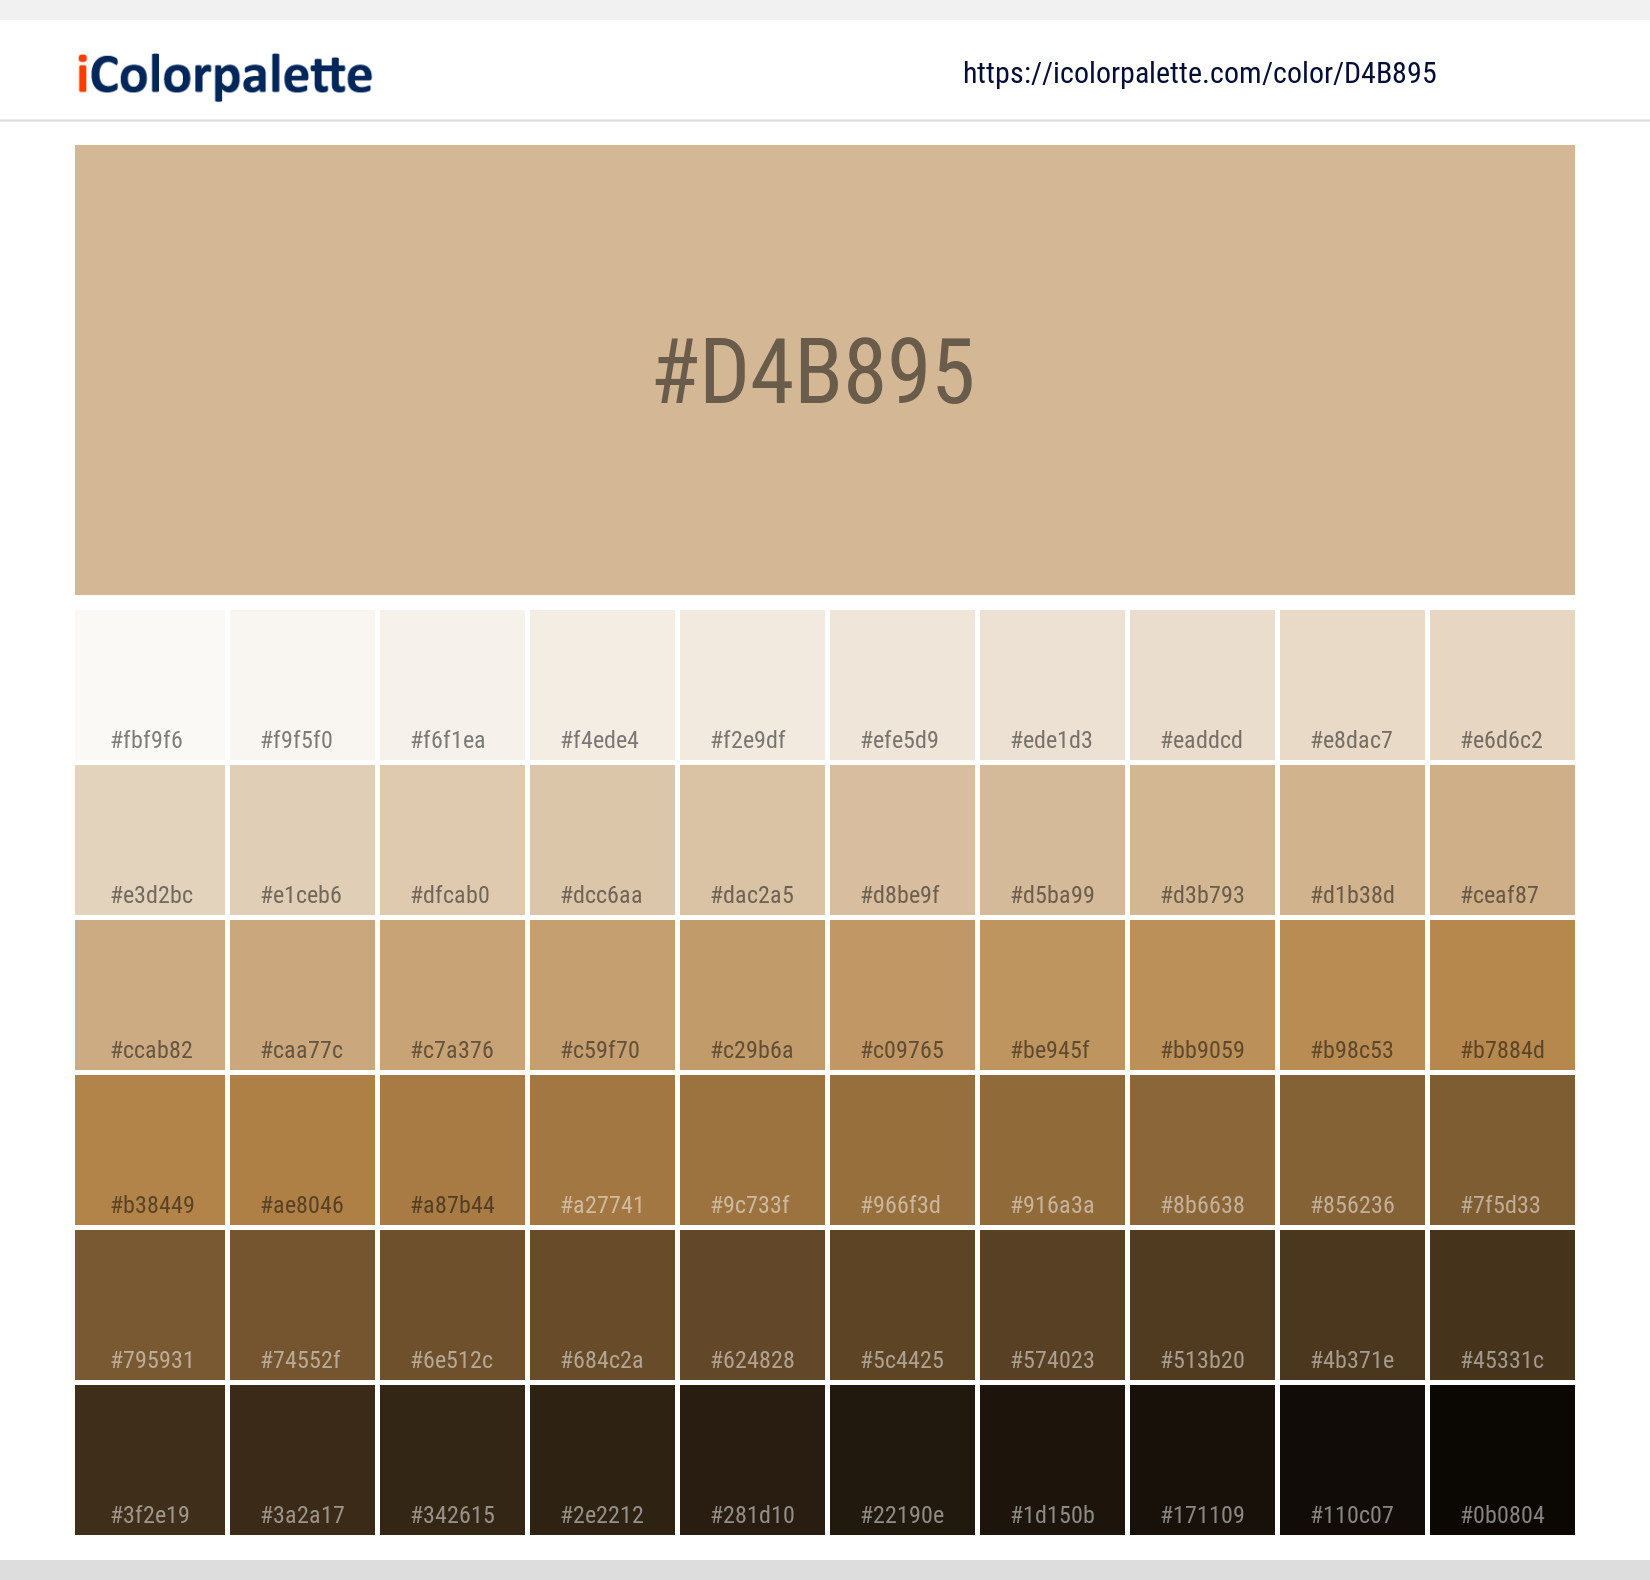 iColorpalette https://icolorpalette.com/color/D4B895
#D4B895
#fbf9f6 #f9f5f0 #f6f1ea #f4ede4 #f2e9df #efe5d9 #ede1d3 #eaddcd #e8dac7 #e6d6c2
#e3d2bc #e1ceb6 #dfcab0 #dcc6aa #dac2a5 #d8be9f #d5ba99 #d3b793 #d1b38d #ceaf87
#ccab82 #caa77c #c7a376 #c59f70 #c29b6a #c09765 #be945f #bb9059 #b98c53 #b7884d
#b38449 #ae8046 #a87b44 #a27741 #9c733f #966f3d #916a3a #8b6638 #856236 #7f5d33
#795931 #74552f #6e512c #684c2a #624828 #5c4425 #574023 #513b20 #4b371e #45331c
#3f2e19 #3a2a17 #342615 #2e2212 #281d10 #22190e #1d150b #171109 #110c07 #0b0804